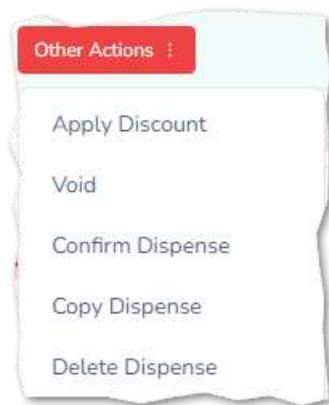 Other Actions ⋮
Apply Discount
Void
Confirm Dispense
Copy Dispense
Delete Dispense